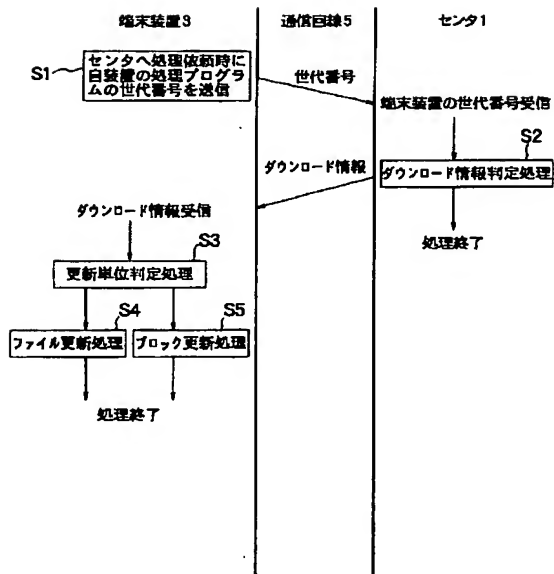 端末装置3
通信回線5
センタ1
S1
センタへ処理依頼時に
自装置の処理プログラ
ムの世代番号を送信
世代番号
端末装置の世代番号受信
S2
ダウンロード情報
ダウンロード情報判定処理
ダウンロード情報受信
処理終了
S3
更新単位判定処理
S4
S5
ファイル更新処理
ブロック更新処理
処理終了